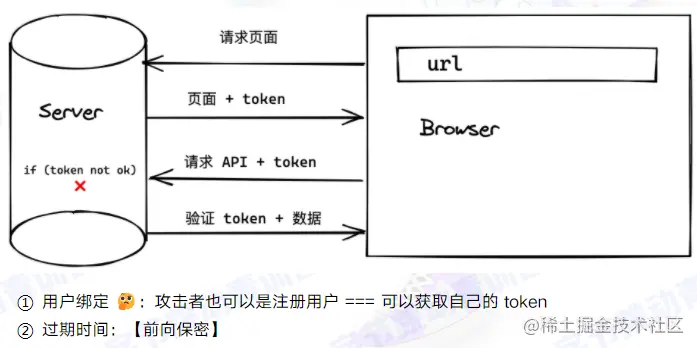 请求页面
url
页面 + token
Server
Browser
请求 API + token
if (token not ok)
验证 token + 数据
① 用户绑定 🤔：攻击者也可以是注册用户 === 可以获取自己的 token
② 过期时间：【前向保密】
@稀土掘金技术社区